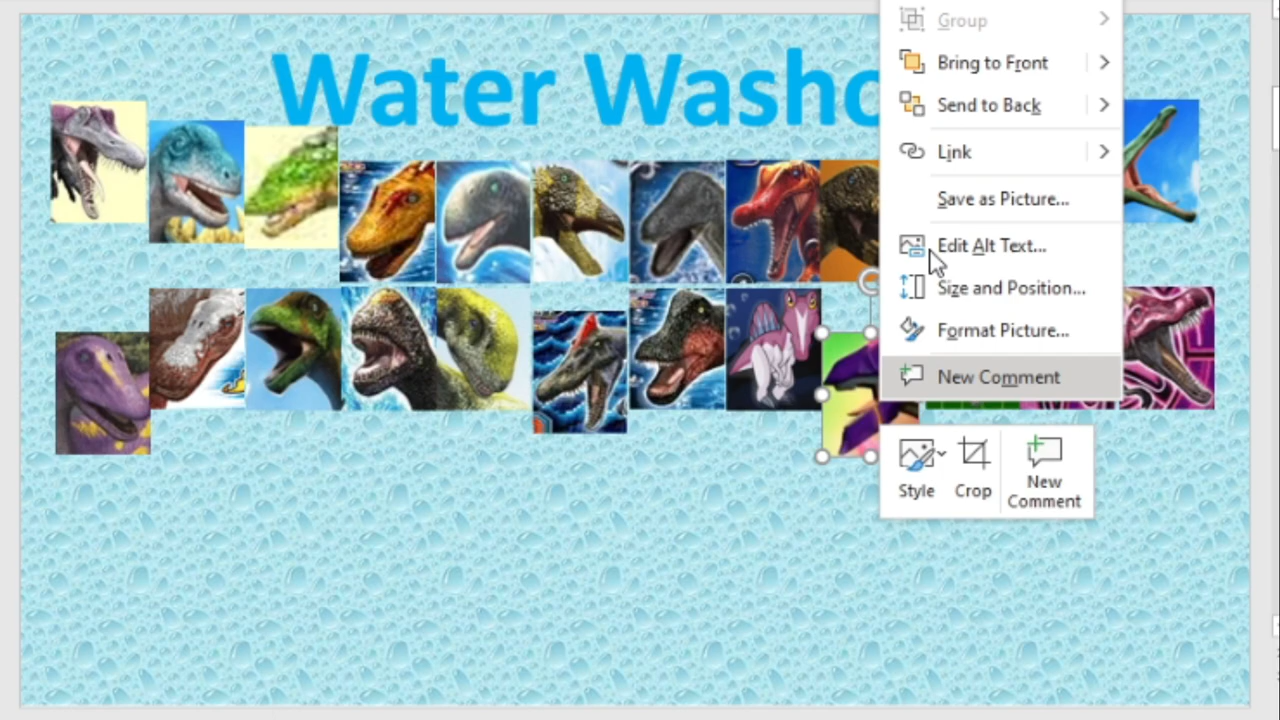 Water Washo
Group
Bring to Front
Send to Back
Link
Save as Picture...
Edit Alt Text...
Size and Position...
Format Picture...
New Comment
Style
Crop
New
Comment